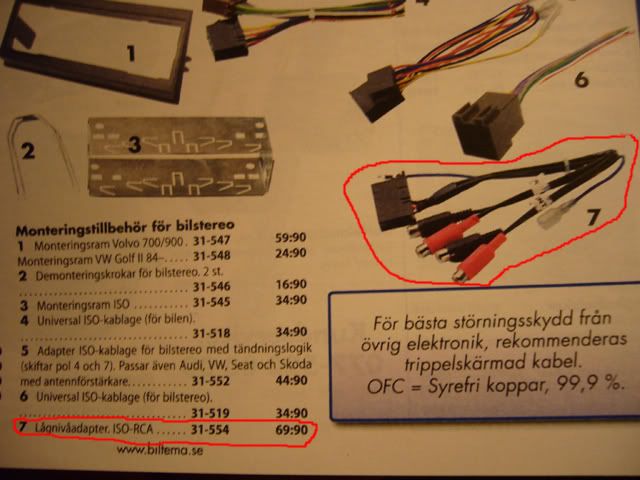 1
4
6
2
3
7
Monteringstillbehör för bilstereo
1 Monteringsram Volvo 700/900 . 31-547 59:90
Monteringsram VW Golf II 84–..... 31-548 24:90
2 Demonteringskrokar för bilstereo. 2 st.
.................................. 31-546 16:90
3 Monteringsram ISO ............ 31-545 34:90
4 Universal ISO-kablage (för bilen).
.................................. 31-518 34:90
5 Adapter ISO-kablage för bilstereo med tändningslogik
(skiftar pol 4 och 7). Passar även Audi, VW, Seat och Skoda
med antennförstärkare..... 31-552 44:90
6 Universal ISO-kablage (för bilstereo).
.................................. 31-519 34:90
7 Lågnivåadapter. ISO-RCA ...... 31-554 69:90
www.biltema.se
För bästa störningsskydd från
övrig elektronik, rekommenderas
trippelskärmad kabel.
OFC = Syrefri koppar, 99,9 %.